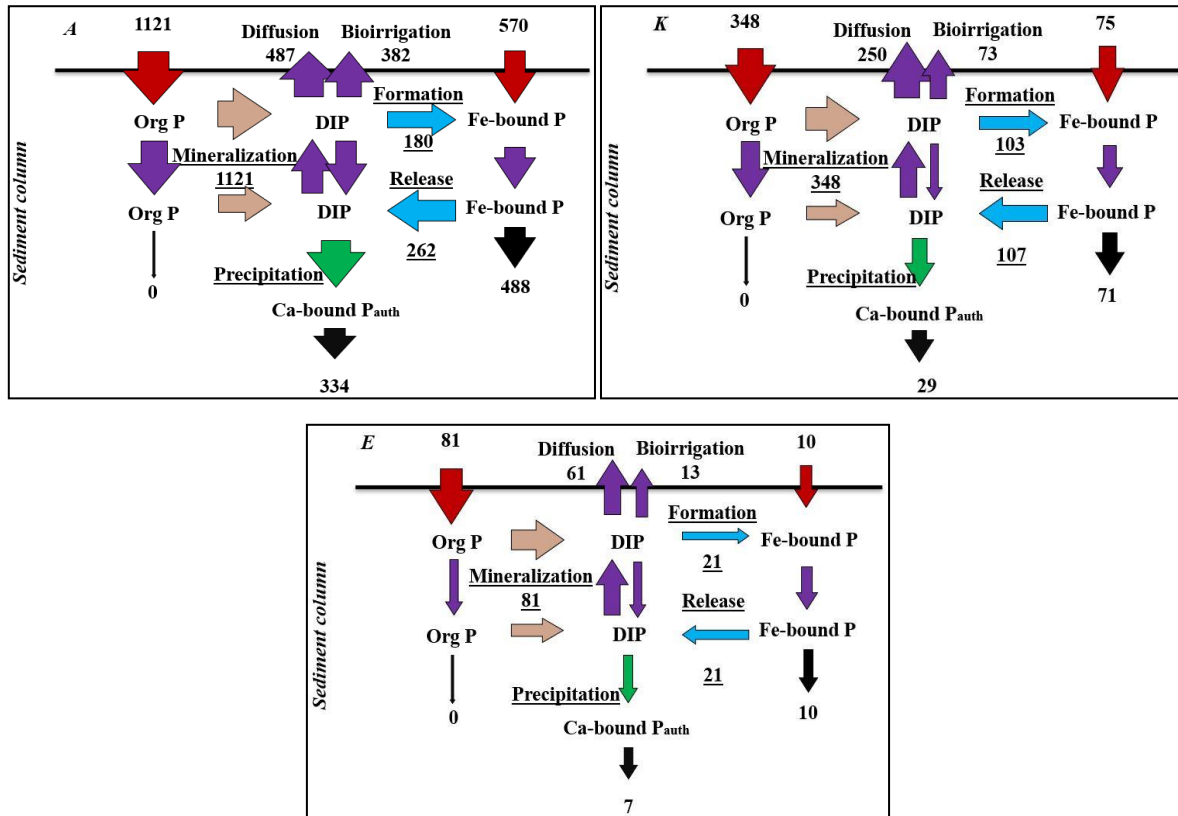 A
1121
Diffusion
487
Bioirrigation
382
570
Formation
Org P
DIP
Fe-bound P
180
Mineralization
1121
Release
Org P
DIP
Fe-bound P
262
Precipitation
0
488
Ca-bound Pauth
334
Sediment column
K
348
Diffusion
250
Bioirrigation
73
75
Formation
Org P
DIP
Fe-bound P
103
Mineralization
348
Release
Org P
DIP
Fe-bound P
107
Precipitation
0
71
Ca-bound Pauth
29
Sediment column
E
81
Diffusion
61
Bioirrigation
13
10
Formation
Org P
DIP
Fe-bound P
21
Mineralization
81
Release
Org P
DIP
Fe-bound P
21
Precipitation
0
10
Ca-bound Pauth
7
Sediment column